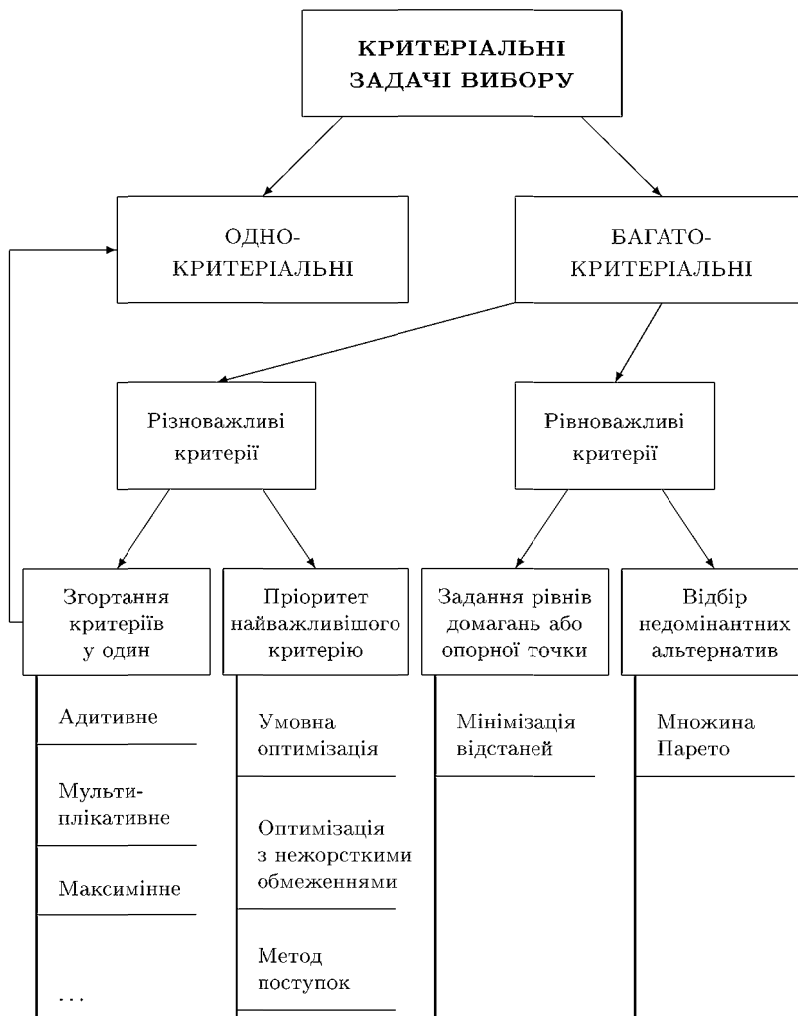 КРИТЕРІАЛЬНІ
ЗАДАЧІ ВИБОРУ
ОДНО-
КРИТЕРІАЛЬНІ
БАГАТО-
КРИТЕРІАЛЬНІ
Різноважливі
критерії
Рівноважливі
критерії
Згортання
критеріїв
у один
Пріоритет
найважливішого
критерію
Задання рівнів
домагань або
опорної точки
Відбір
недомінантних
альтернатив
Адитивне
Мульти-
плікативне
Максимінне
...
Умовна
оптимізація
Оптимізація
з нежорсткими
обмеженнями
Метод
поступок
Мінімізація
відстаней
Множина
Парето